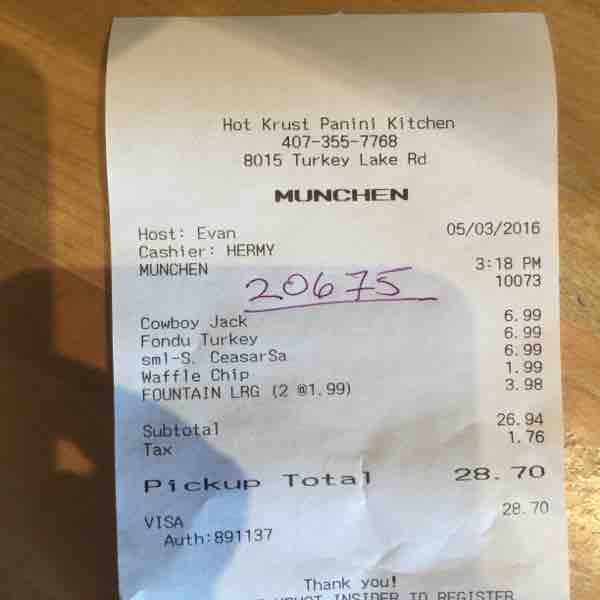 Hot Krust Panini Kitchen
407-355-7768
8015 Turkey Lake Rd
MUNCHEN
Host: Evan 05/03/2016
Cashier: HERMY
MUNCHEN 3:18 PM
10073
20675
Cowboy Jack 6.99
Fondu Turkey 6.99
sml-S. CeasarSa 6.99
Waffle Chip 1.99
FOUNTAIN LRG (2 @1.99) 3.98
Subtotal 26.94
Tax 1.76
Pickup Total 28.70
VISA 28.70
Auth:891137
Thank you!
INSIDER TO REGISTER